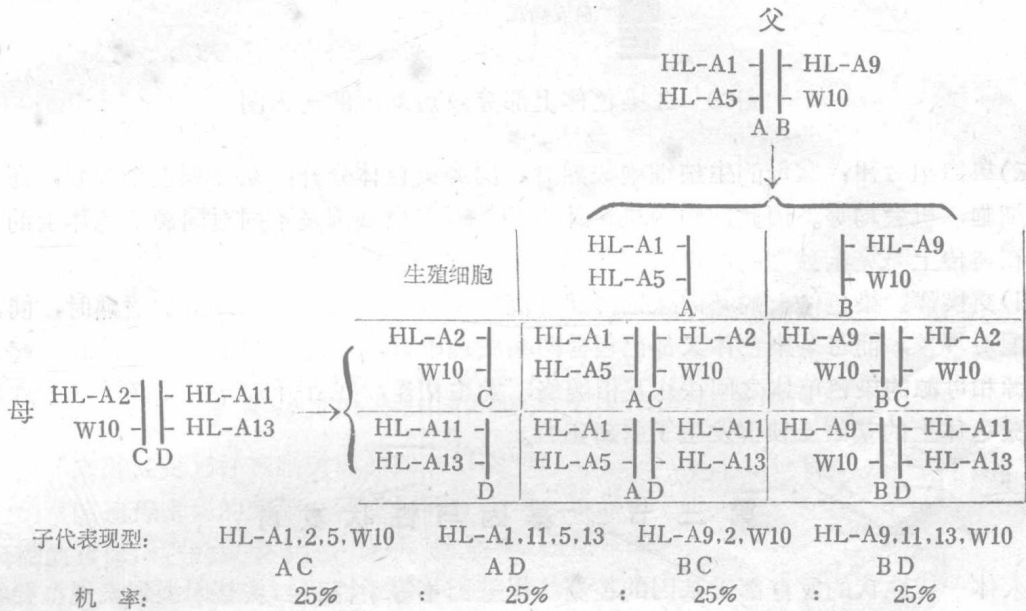 父
HL-A1 HL-A9
HL-A5 W10
A B
生殖细胞
HL-A1 HL-A9
HL-A5 W10
A B
HL-A2 HL-A1 HL-A2 HL-A9 HL-A2
W10 HL-A5 W10 W10 W10
C A C B C
母
HL-A2 HL-A11
W10 HL-A13
C D
HL-A11 HL-A1 HL-A11 HL-A9 HL-A11
HL-A13 HL-A5 HL-A13 W10 HL-A13
D A D B D
子代表现型: HL-A1.2.5.W10 HL-A1.11.5.13 HL-A9.2.W10 HL-A9.11.13.W10
A C A D B C B D
机 率: 25% : 25% : 25% : 25%